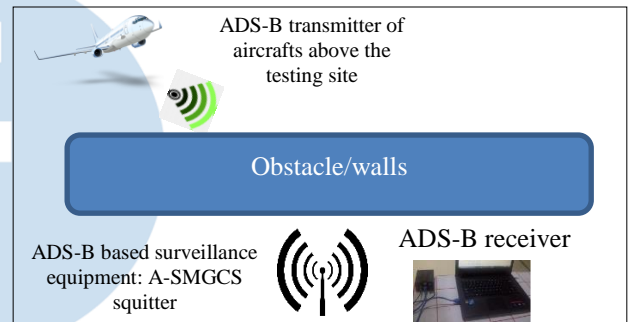 ADS-B transmitter of
aircrafts above the
testing site
Obstacle/walls
ADS-B based surveillance
equipment: A-SMGCS
squitter
ADS-B receiver